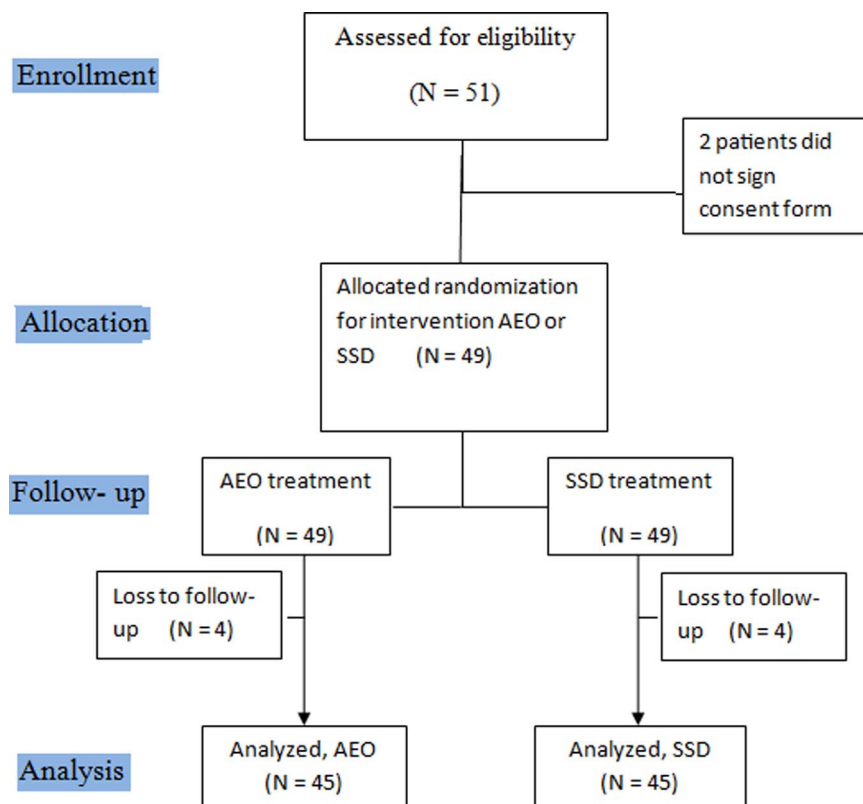 Enrollment
Assessed for eligibility
(N = 51)
2 patients did
not sign
consent form
Allocation
Allocated randomization
for intervention AEO or
SSD (N = 49)
Follow- up
AEO treatment
(N = 49)
SSD treatment
(N = 49)
Loss to follow-
up (N = 4)
Loss to follow-
up (N = 4)
Analysis
Analyzed, AEO
(N = 45)
Analyzed, SSD
(N = 45)